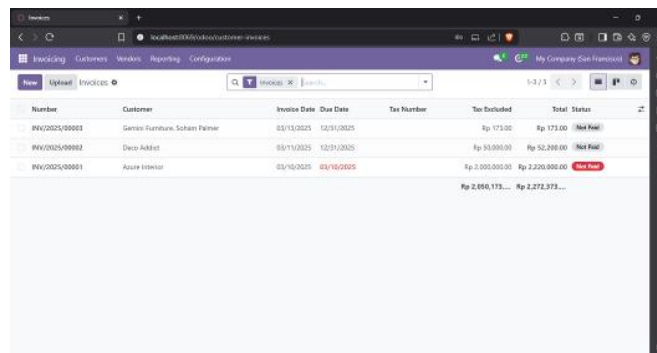 Invoices
localhost:8069/odoo/customer-invoices
Invoicing Customers Vendors Reporting Configuration My Company (San Francisco)
New Upload Invoices Invoices Search... 1-3 / 3
Number Customer Invoice Date Due Date Tax Number Tax Excluded Total Status
INV/2025/00003 Gemini Furniture, Soham Palmer 03/13/2025 12/31/2025 Rp 173.00 Rp 173.00 Not Paid
INV/2025/00002 Deco Addict 03/11/2025 12/31/2025 Rp 50,000.00 Rp 52,200.00 Not Paid
INV/2025/00001 Azure Interior 03/10/2025 03/10/2025 Rp 2,000,000.00 Rp 2,220,000.00 Not Paid
Rp 2,050,173.... Rp 2,272,373....